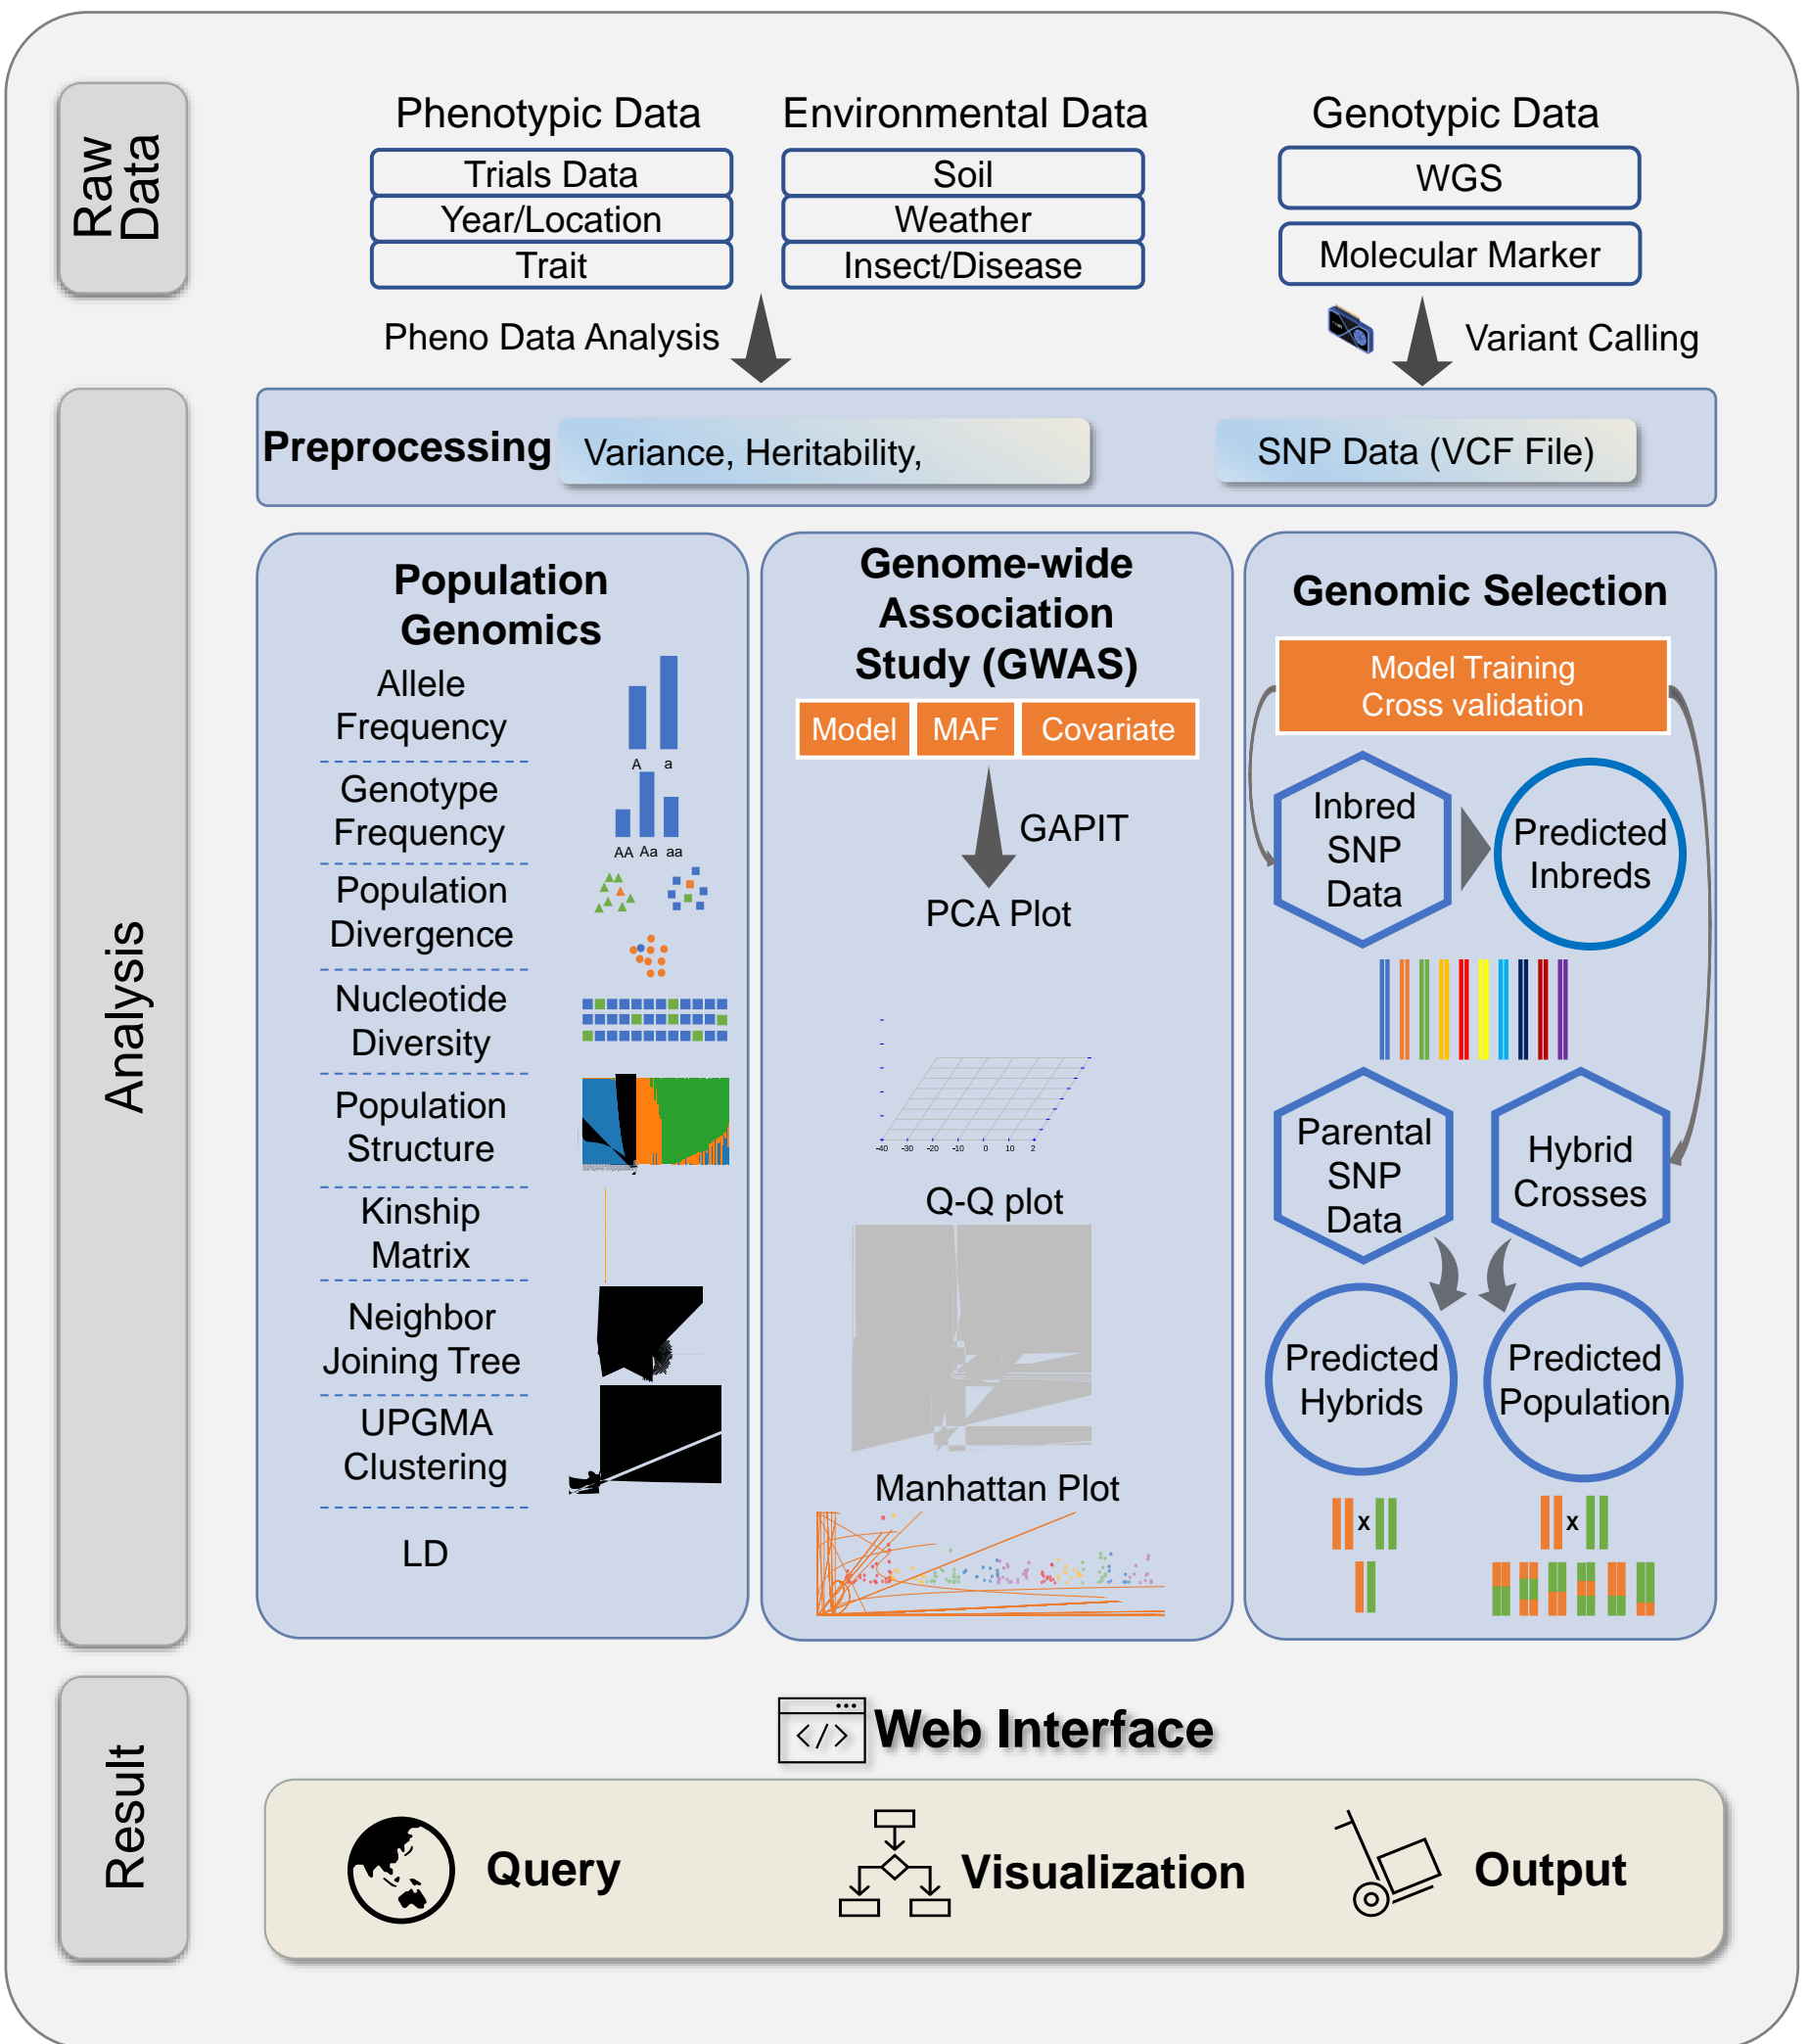 Raw
Data
Phenotypic Data
Trials Data
Year/Location
Trait
Environmental Data
Soil
Weather
Insect/Disease
Genotypic Data
WGS
Molecular Marker
Pheno Data Analysis
Variant Calling
Analysis
Preprocessing
Variance, Heritability,
SNP Data (VCF File)
Population
Genomics
Allele
Frequency
A a
Genotype
Frequency
AA Aa aa
Population
Divergence
Nucleotide
Diversity
Population
Structure
Kinship
Matrix
Neighbor
Joining Tree
UPGMA
Clustering
LD
Genome-wide
Association
Study (GWAS)
Model MAF Covariate
GAPIT
PCA Plot
-40 -30 -20 -10 0 10 2
Q-Q plot
Manhattan Plot
Genomic Selection
Model Training
Cross validation
Inbred
SNP
Data
Predicted
Inbreds
Parental
SNP
Data
Hybrid
Crosses
Predicted
Hybrids
Predicted
Population
x
x
Result
</> Web Interface
Query
Visualization
Output